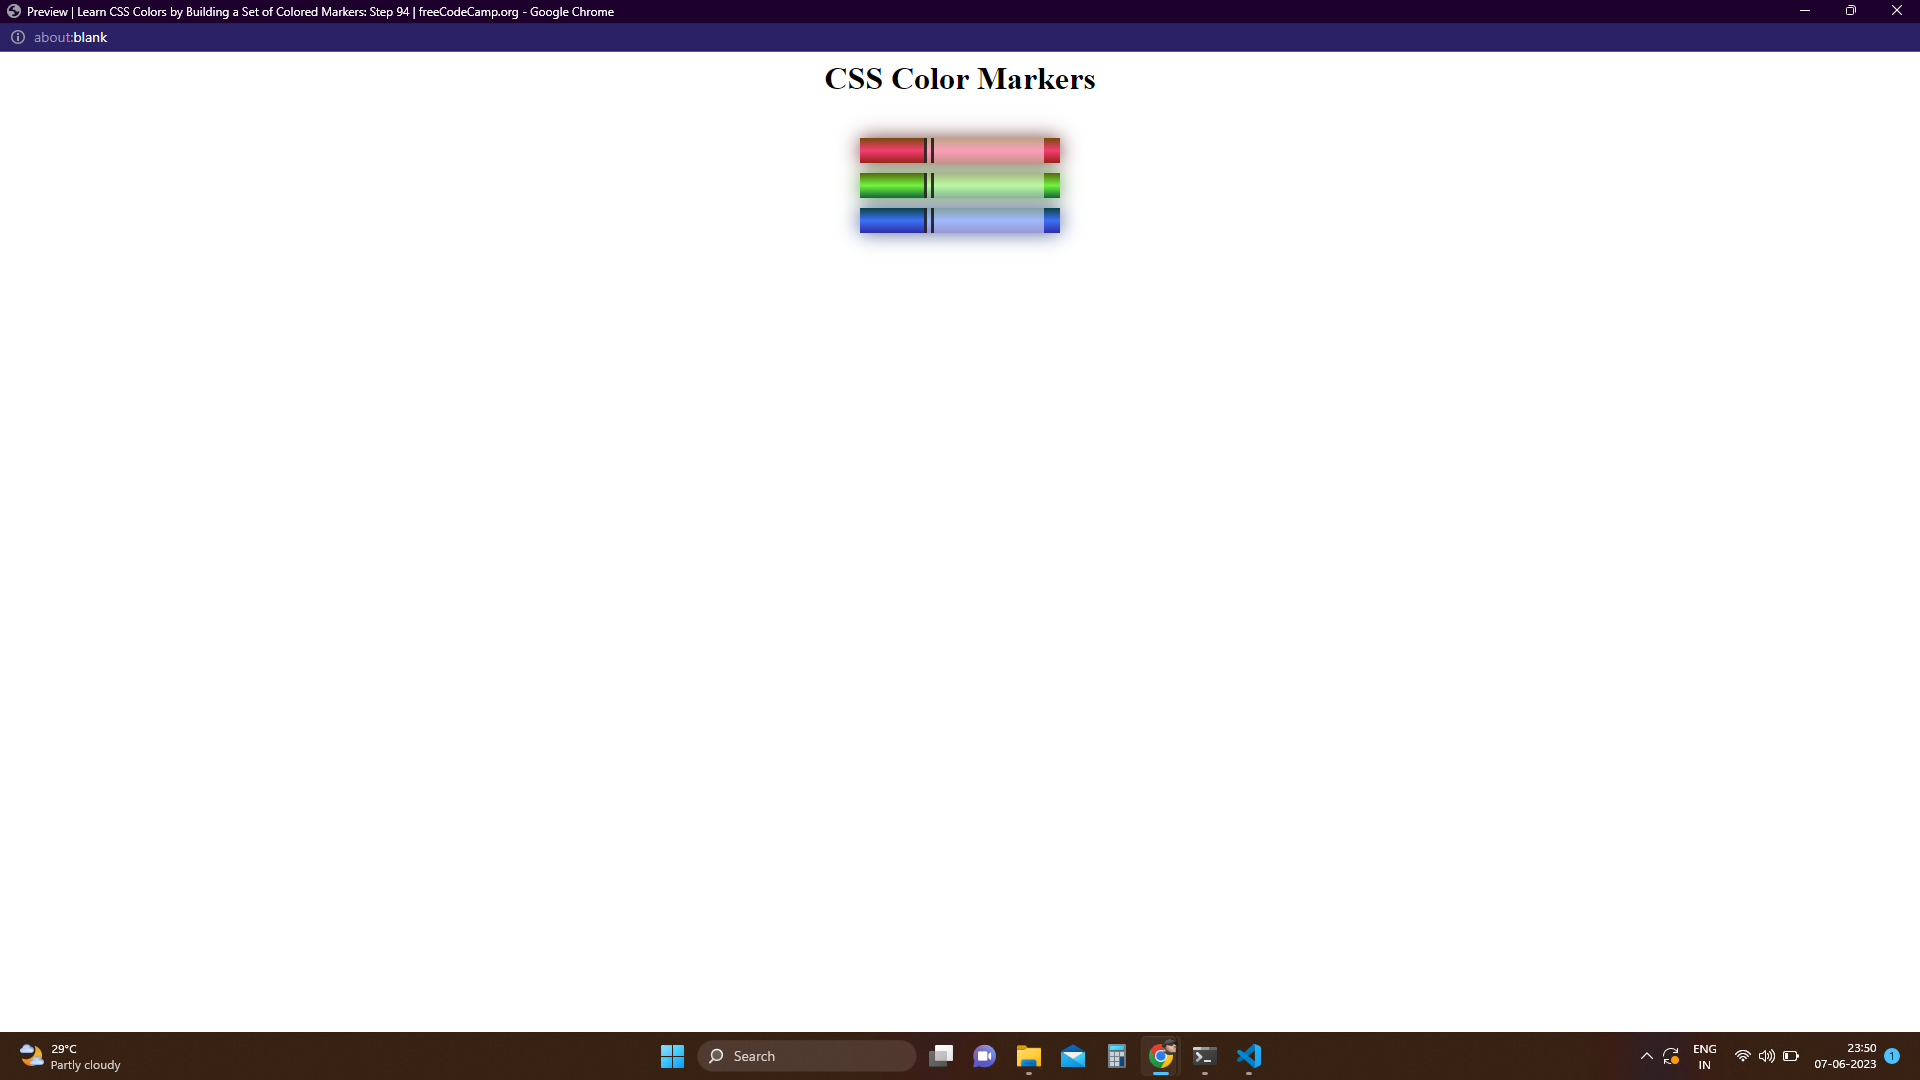 Preview | Learn CSS Colors by Building a Set of Colored Markers: Step 94 | freeCodeCamp.org - Google Chrome
about:blank
CSS Color Markers
29°C
Partly cloudy
Search
ENG
IN
23:50
07-06-2023
1